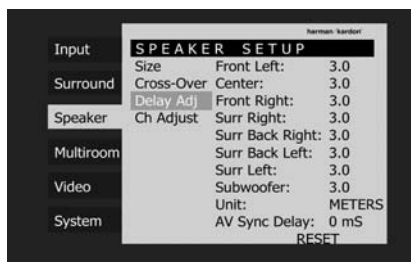 harman/kardon
Input
Surround
Speaker
Multiroom
Video
System
SPEAKER SETUP
Size
Cross-Over
Delay Adj
Ch Adjust
Front Left: 3.0
Center: 3.0
Front Right: 3.0
Surr Right: 3.0
Surr Back Right: 3.0
Surr Back Left: 3.0
Surr Left: 3.0
Subwoofer: 3.0
Unit: METERS
AV Sync Delay: 0 mS
RESET